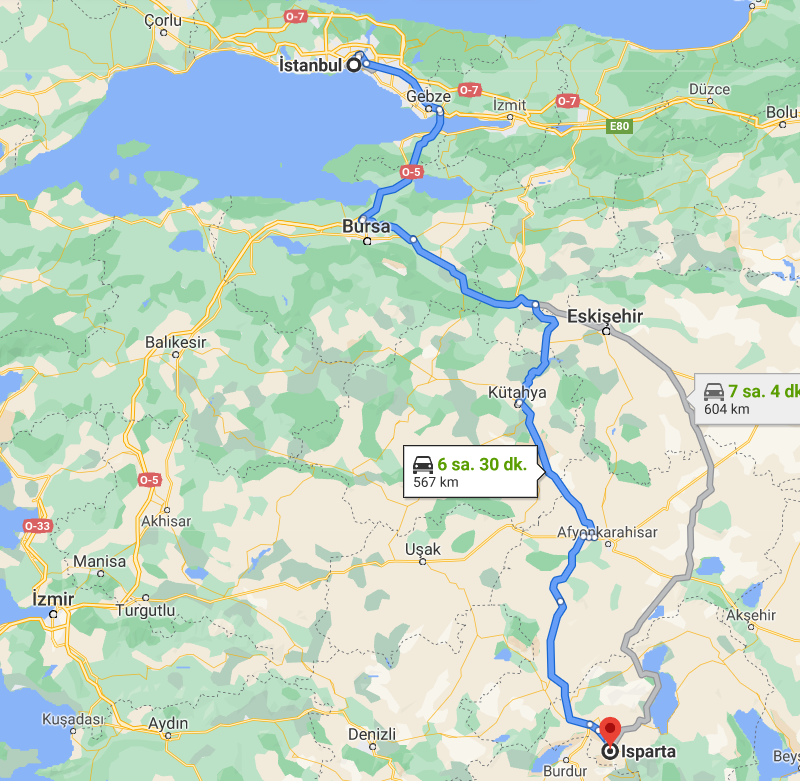 Çorlu
O-7
İstanbul
Gebze
O-7
O-7
İzmit
Düzce
E80
Bolu
O-5
Bursa
Eskişehir
Balıkesir
7 sa. 4 dk
604 km
Kütahya
6 sa. 30 dk.
567 km
O-5
Akhisar
O-33
Afyonkarahisar
Uşak
Manisa
İzmir
Turgutlu
Akşehir
Kuşadası
Aydın
Denizli
Isparta
Burdur
Beyş